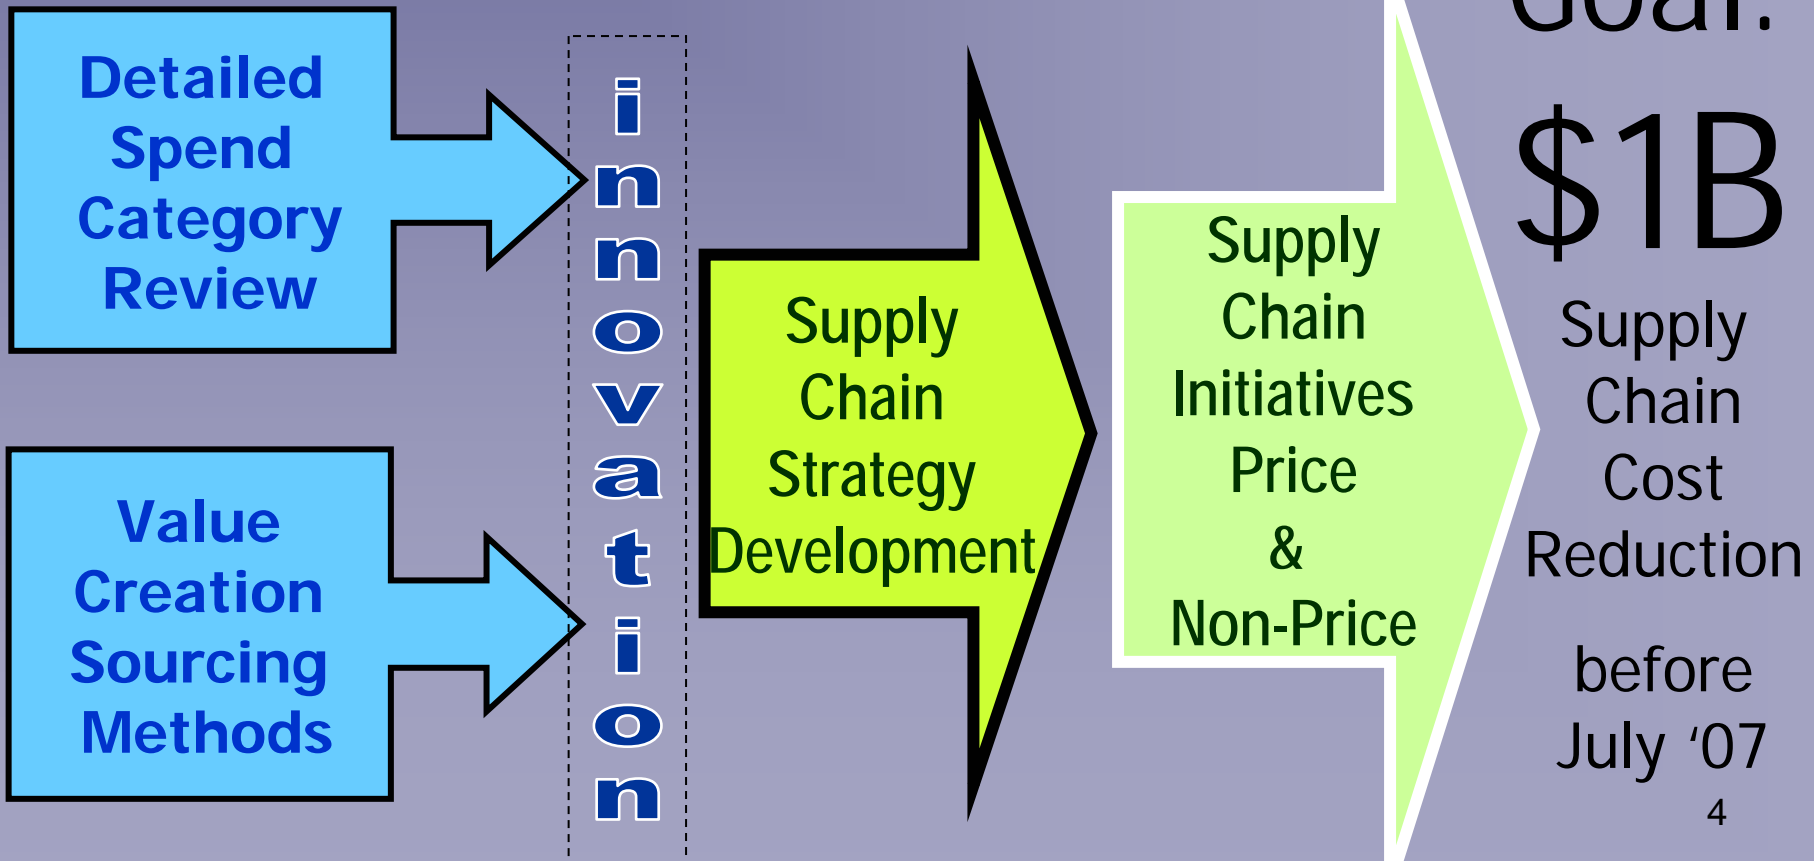 Detailed
Spend
Category
Review
Value
Creation
Sourcing
Methods
innovation
Supply
Chain
Strategy
Development
Supply
Chain
Initiatives
Price
&
Non-Price
Goal:
$1B
Supply
Chain
Cost
Reduction
before
July ‘07
4